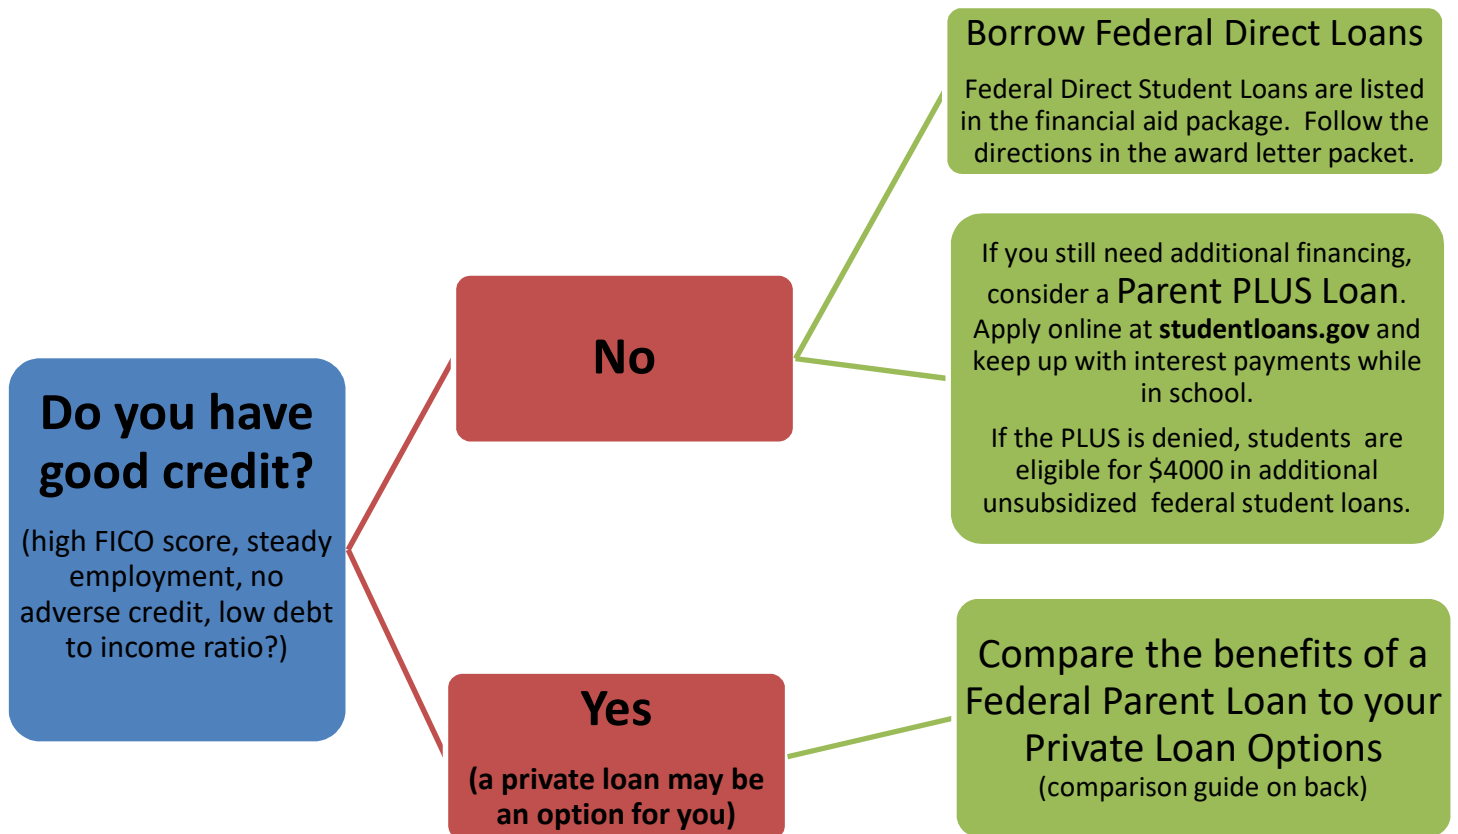 Do you have
good credit?
(high FICO score, steady
employment, no
adverse credit, low debt
to income ratio?)
No
Borrow Federal Direct Loans
Federal Direct Student Loans are listed
in the financial aid package.  Follow the
directions in the award letter packet.
If you still need additional financing,
consider a Parent PLUS Loan.
Apply online at studentloans.gov and
keep up with interest payments while
in school.
If the PLUS is denied, students  are
eligible for $4000 in additional
unsubsidized  federal student loans.
Yes
(a private loan may be
an option for you)
Compare the benefits of a
Federal Parent Loan to your
Private Loan Options
(comparison guide on back)